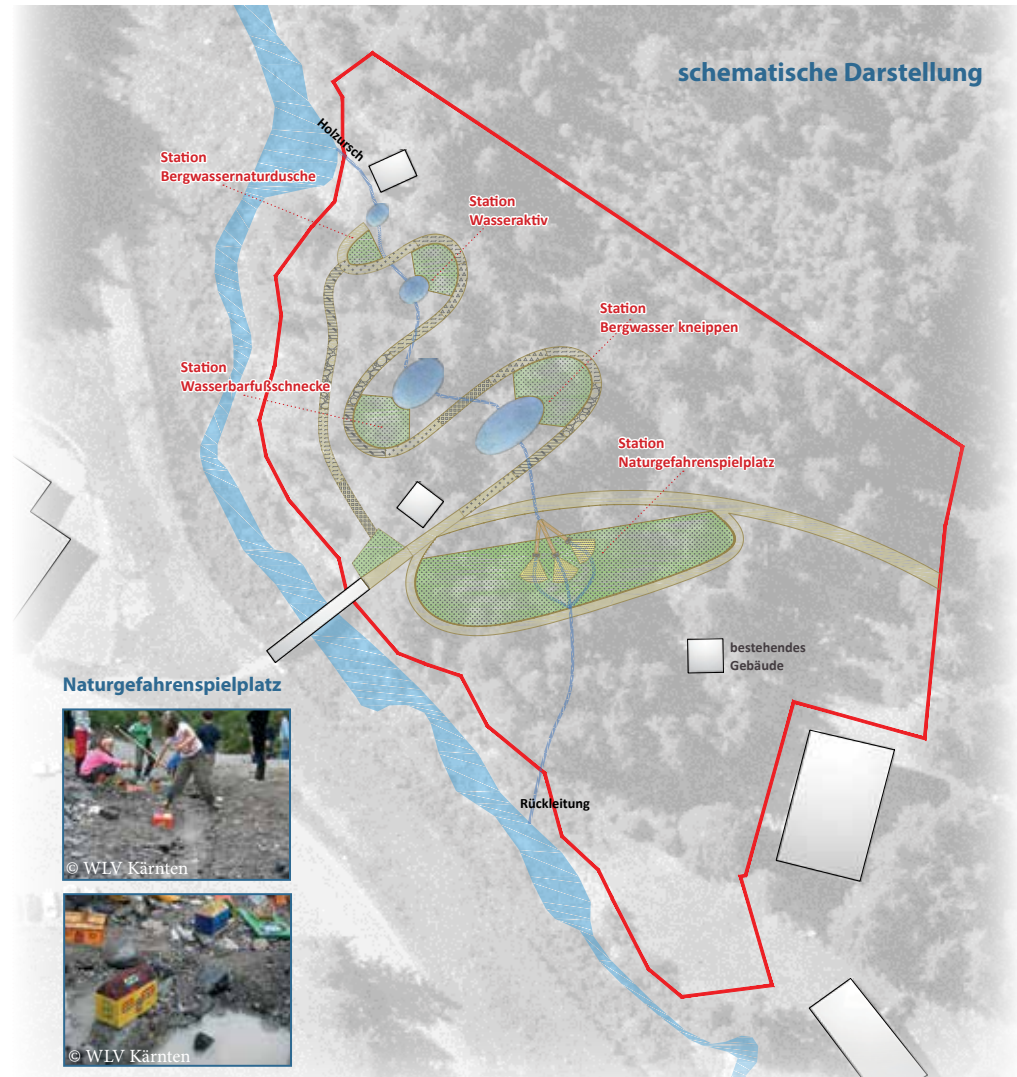 schematische Darstellung
Holzursch
Station
Bergwassernaturdusche
Station
Wasseraktiv
Station
Bergwasser kneippen
Station
Wasserbarfußschnecke
Station
Naturgefahrenspielplatz
bestehendes
Gebäude
Naturgefahrenspielplatz
© WLV Kärnten
Rückleitung
© WLV Kärnten